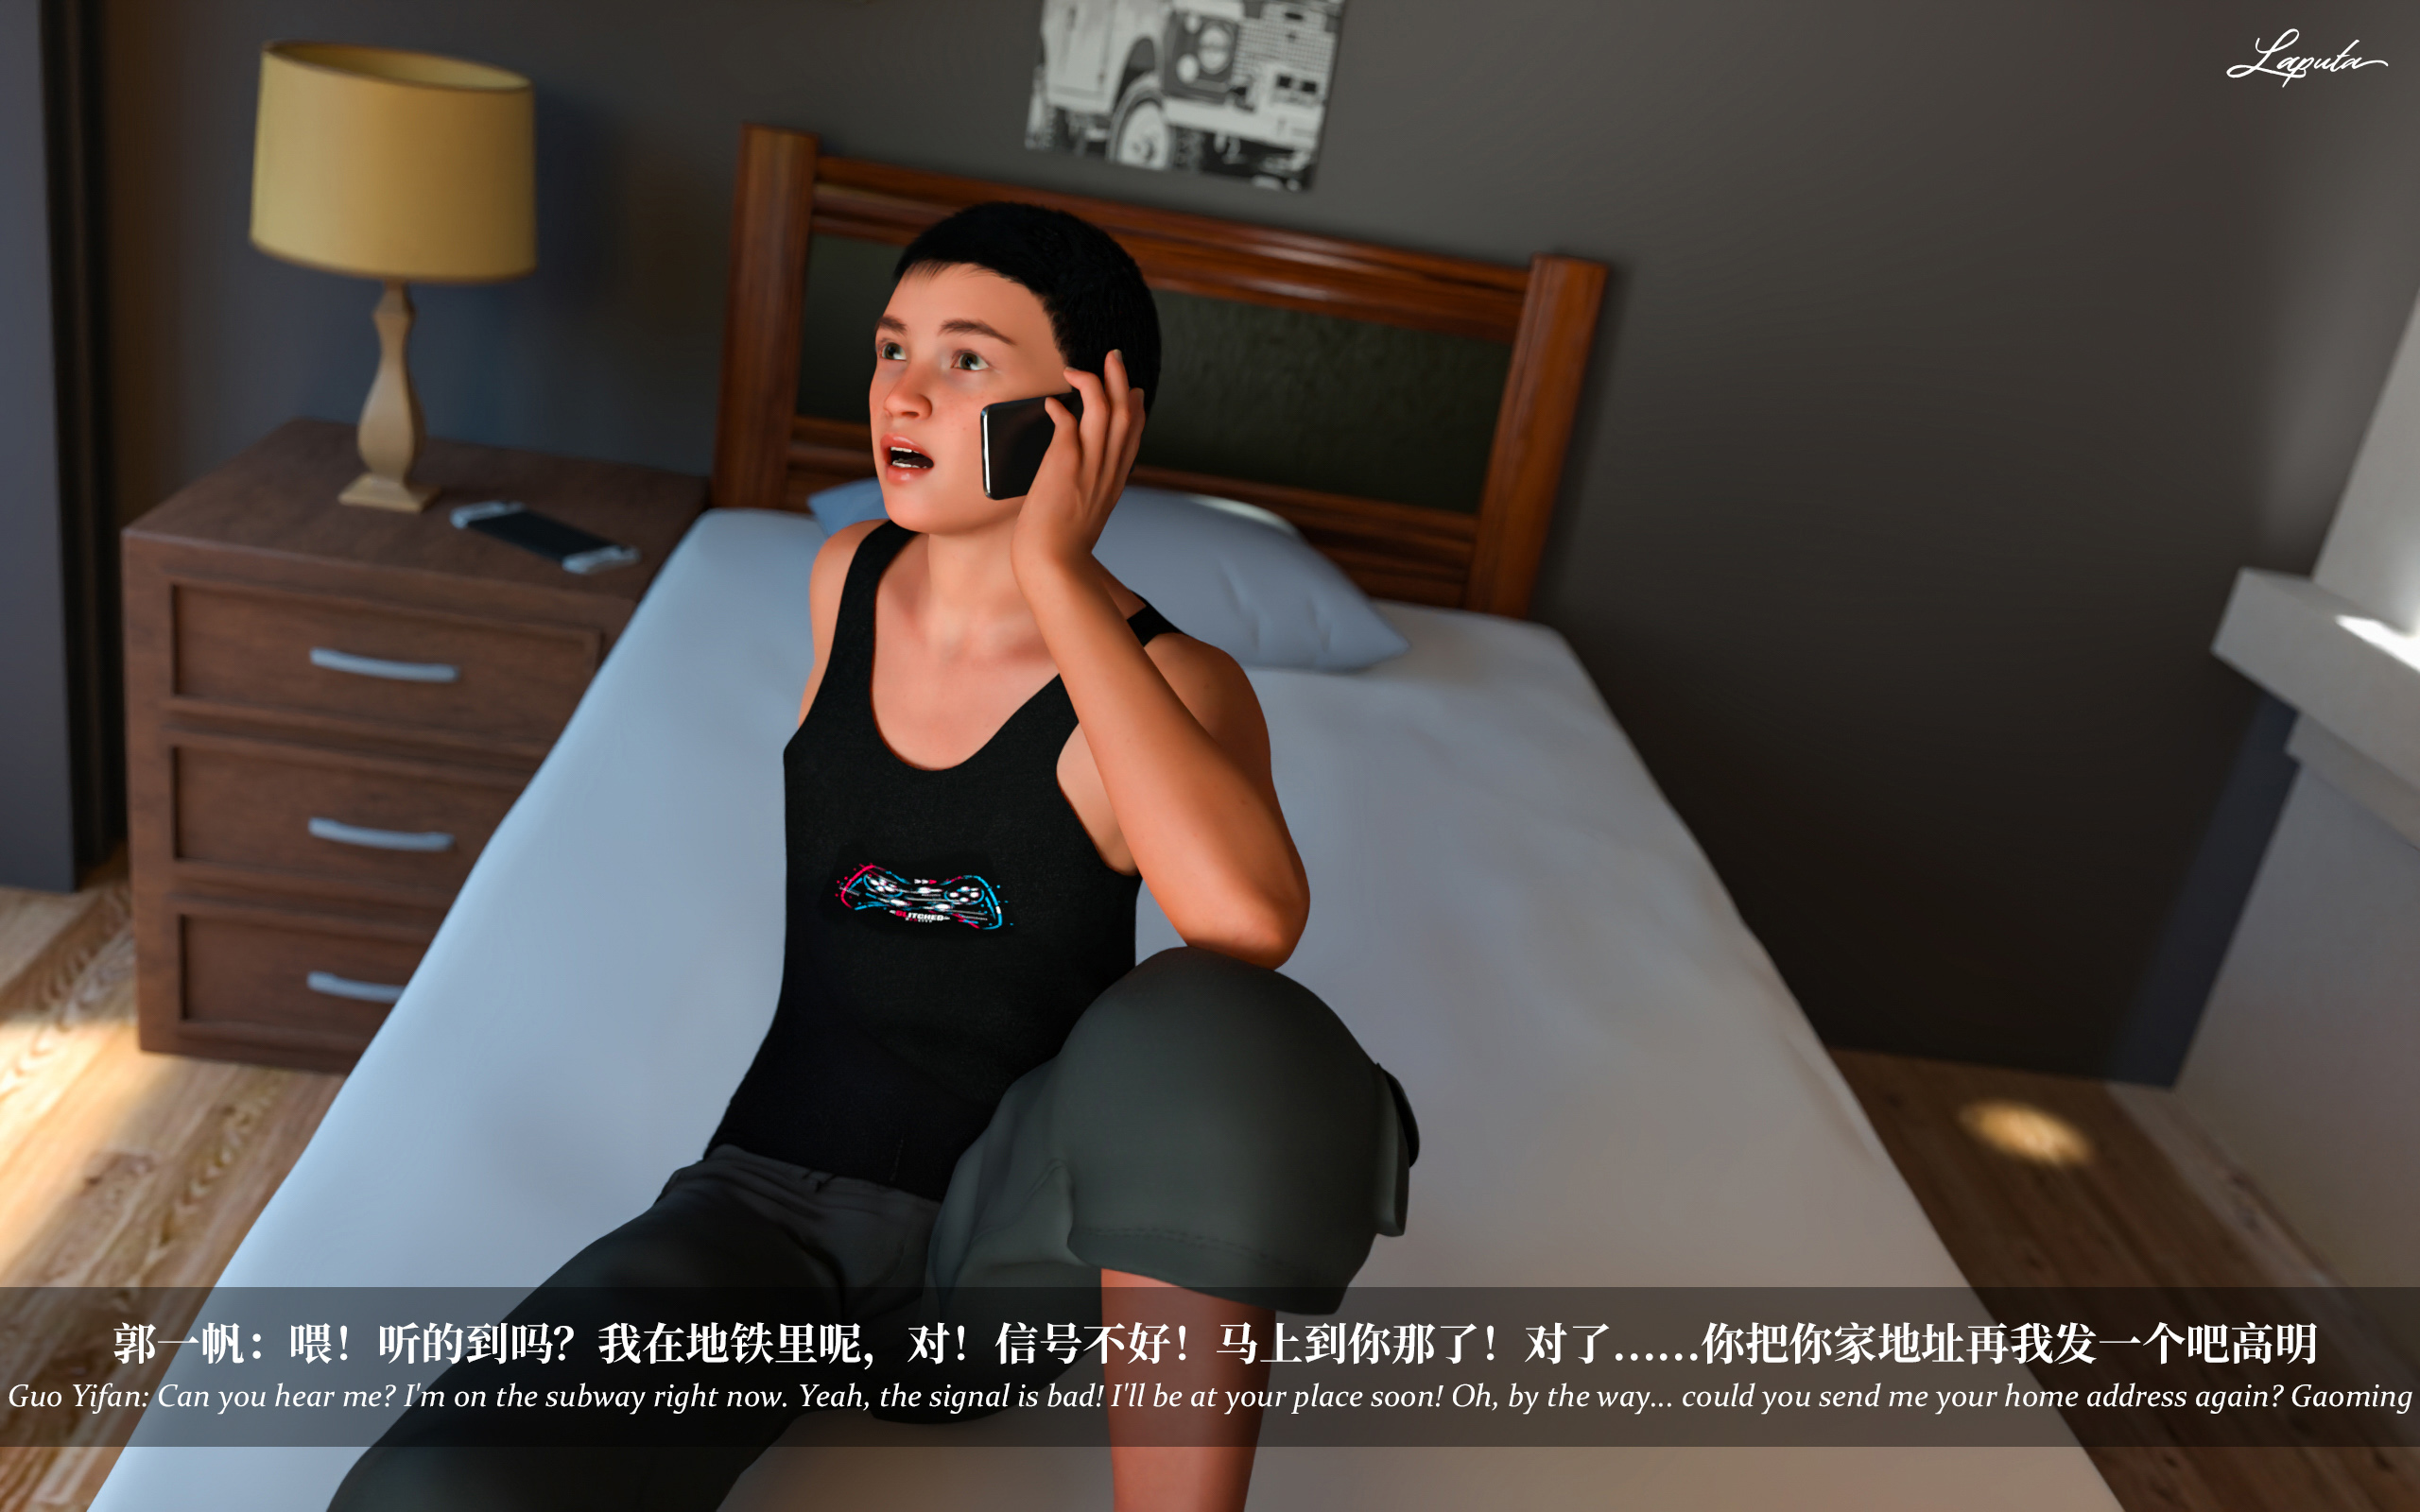 Laputa
GLITCHED
郭一帆：喂！听的到吗？我在地铁里呢，对！信号不好！马上到你那了！对了……你把你家地址再我发一个吧高明
Guo Yifan: Can you hear me? I'm on the subway right now. Yeah, the signal is bad! I'll be at your place soon! Oh, by the way... could you send me your home address again? Gaoming